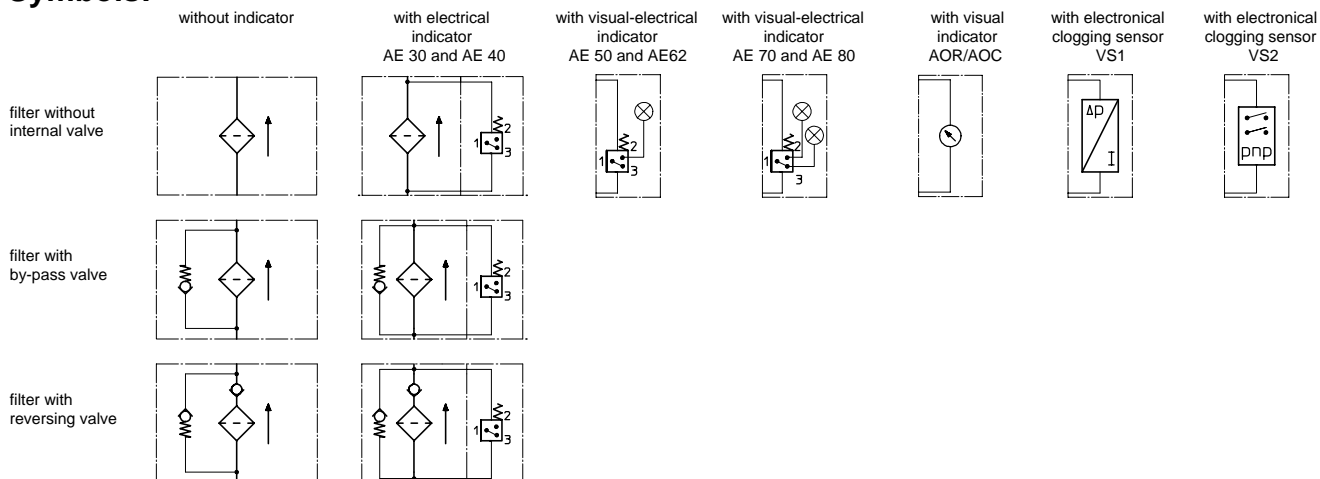 without indicator
with electrical
indicator
AE 30 and AE 40
with visual-electrical
indicator
AE 50 and AE62
with visual-electrical
indicator
AE 70 and AE 80
with visual
indicator
AOR/AOC
with electronical
clogging sensor
VS1
with electronical
clogging sensor
VS2
filter without
internal valve
1
2
3
1
2
3
1
2
3
Δp
I
pnp
filter with
by-pass valve
1
2
3
filter with
reversing valve
1
2
3